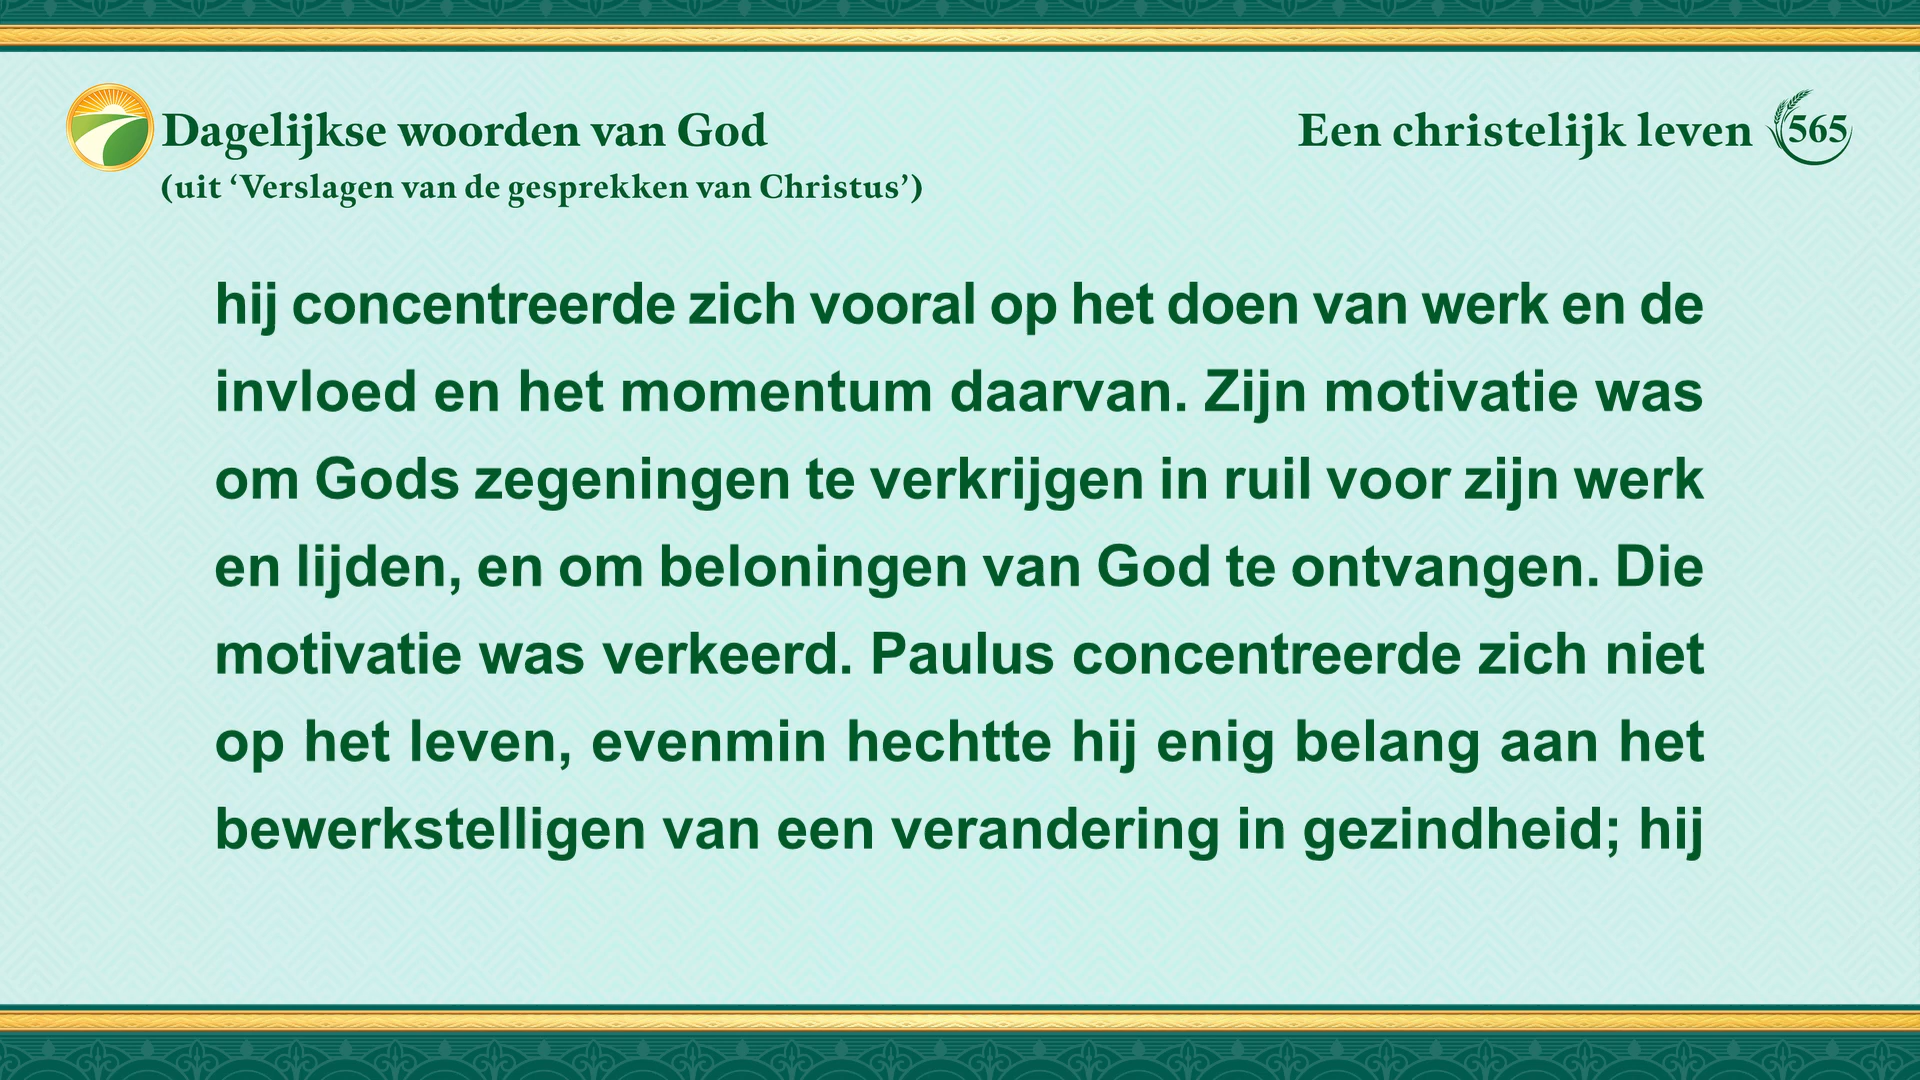 Dagelijkse woorden van God
(uit ‘Verslagen van de gesprekken van Christus’)
Een christelijk leven 565
hij concentreerde zich vooral op het doen van werk en de
invloed en het momentum daarvan. Zijn motivatie was
om Gods zegeningen te verkrijgen in ruil voor zijn werk
en lijden, en om beloningen van God te ontvangen. Die
motivatie was verkeerd. Paulus concentreerde zich niet
op het leven, evenmin hechtte hij enig belang aan het
bewerkstelligen van een verandering in gezindheid; hij